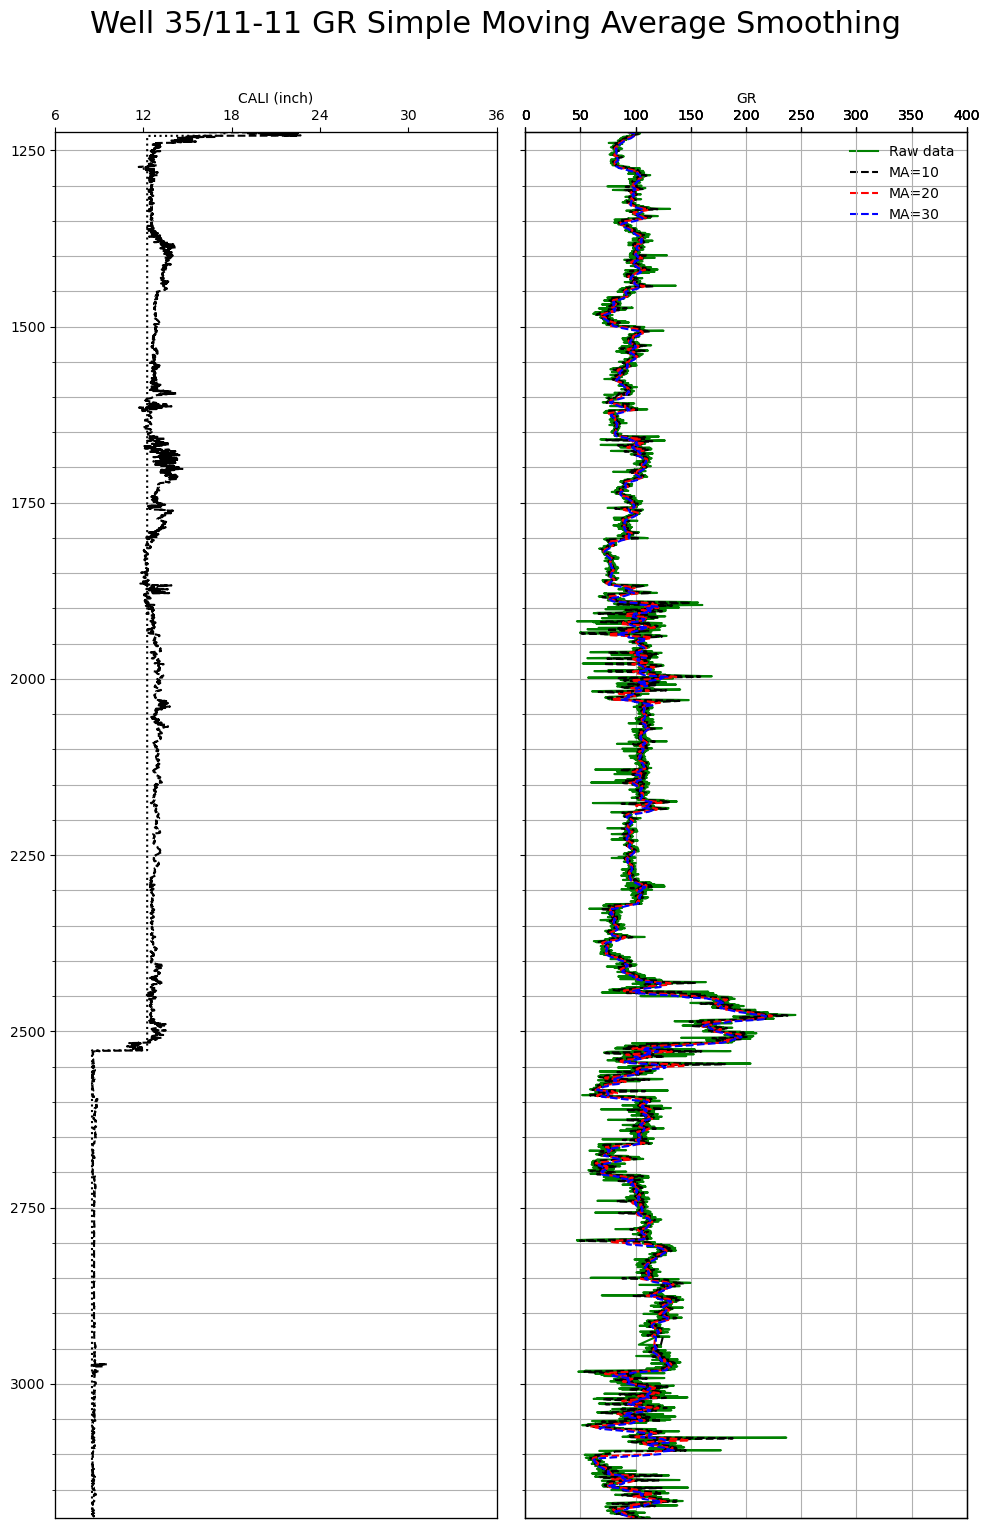 Well 35/11-11 GR Simple Moving Average Smoothing
CALI (inch)
6 12 18 24 30 36
GR
0 50 100 150 200 250 300 350 400
Raw data
MA=10
MA=20
MA=30
1250
1500
1750
2000
2250
2500
2750
3000